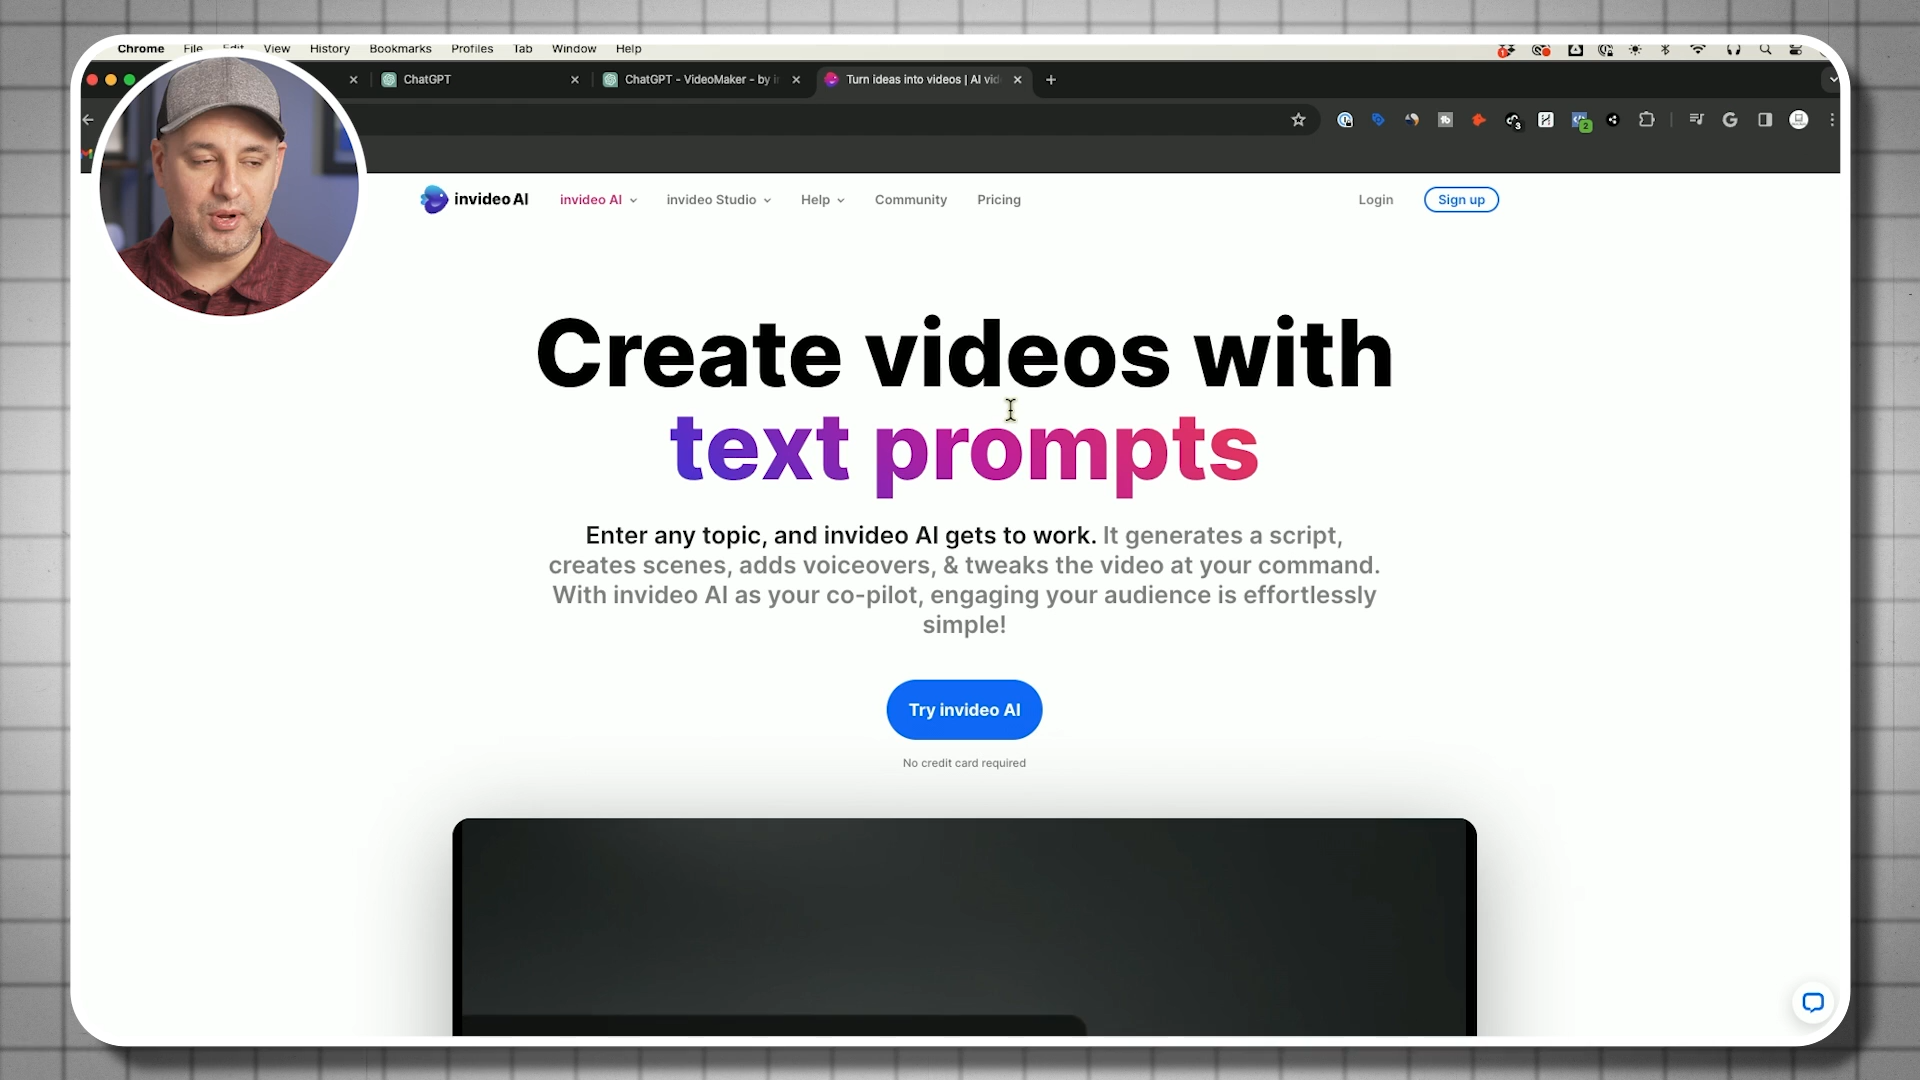 Chrome File Edit View History Bookmarks Profiles Tab Window Help
ChatGPT
ChatGPT - VideoMaker - by
Turn ideas into videos | AI vid
3
2
invideo AI
invideo AI
invideo Studio
Help
Community
Pricing
Login
Sign up
Create videos with
text prompts
Enter any topic, and invideo AI gets to work. It generates a script,
creates scenes, adds voiceovers, & tweaks the video at your command.
With invideo AI as your co-pilot, engaging your audience is effortlessly
simple!
Try invideo AI
No credit card required